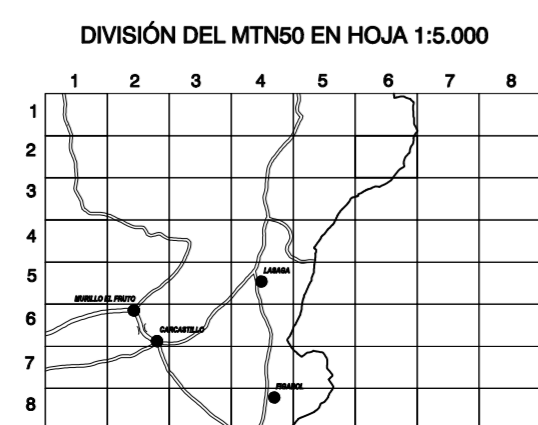 DIVISIÓN DEL MTN50 EN HOJA 1:5.000
1 2 3 4 5 6 7 8
1
2
3
4
LASAGA
5
MURILLO EL FRUTO
6
CARCASTILLO
7
FIGAROL
8